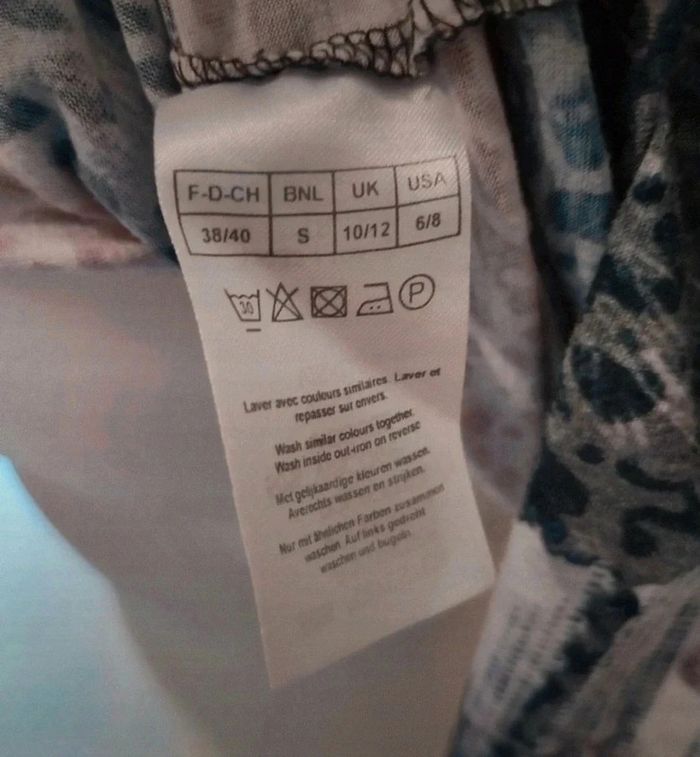 F-D-CH BNL UK USA
38/40 S 10/12 6/8
30 P
Laver avec couleurs similaires. Laver et
repasser sur envers.
Wash similar colours together.
Wash inside out-iron on reverse
Met gelijkaardige kleuren wassen.
Averechts wassen en strijken.
Nur mit ähnlichen Farben zusammen
waschen. Auf links gedreht
waschen und bügeln.